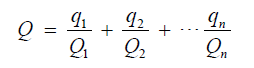 Q = q₁/Q₁ + q₂/Q₂ + ··· qₙ/Qₙ